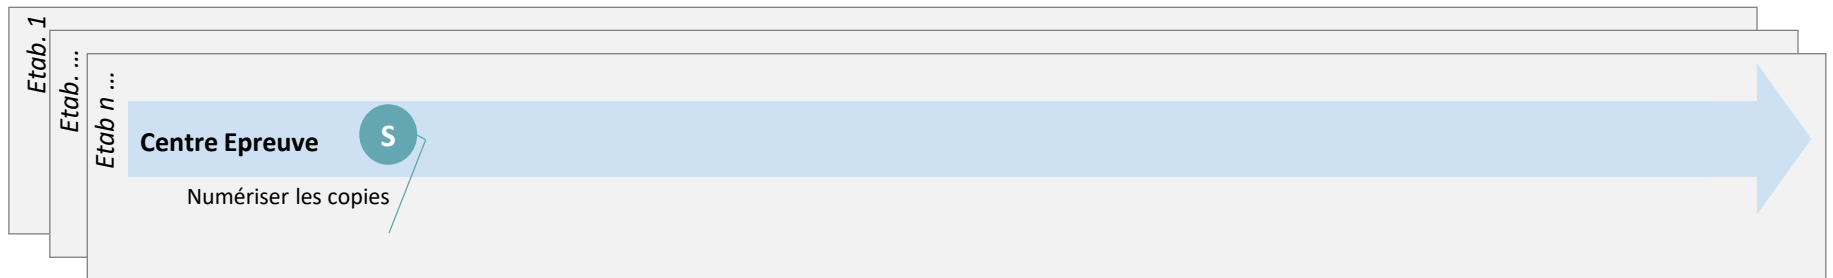 Etab. 1
Etab. ...
Etab n ...
Centre Epreuve
S
Numériser les copies